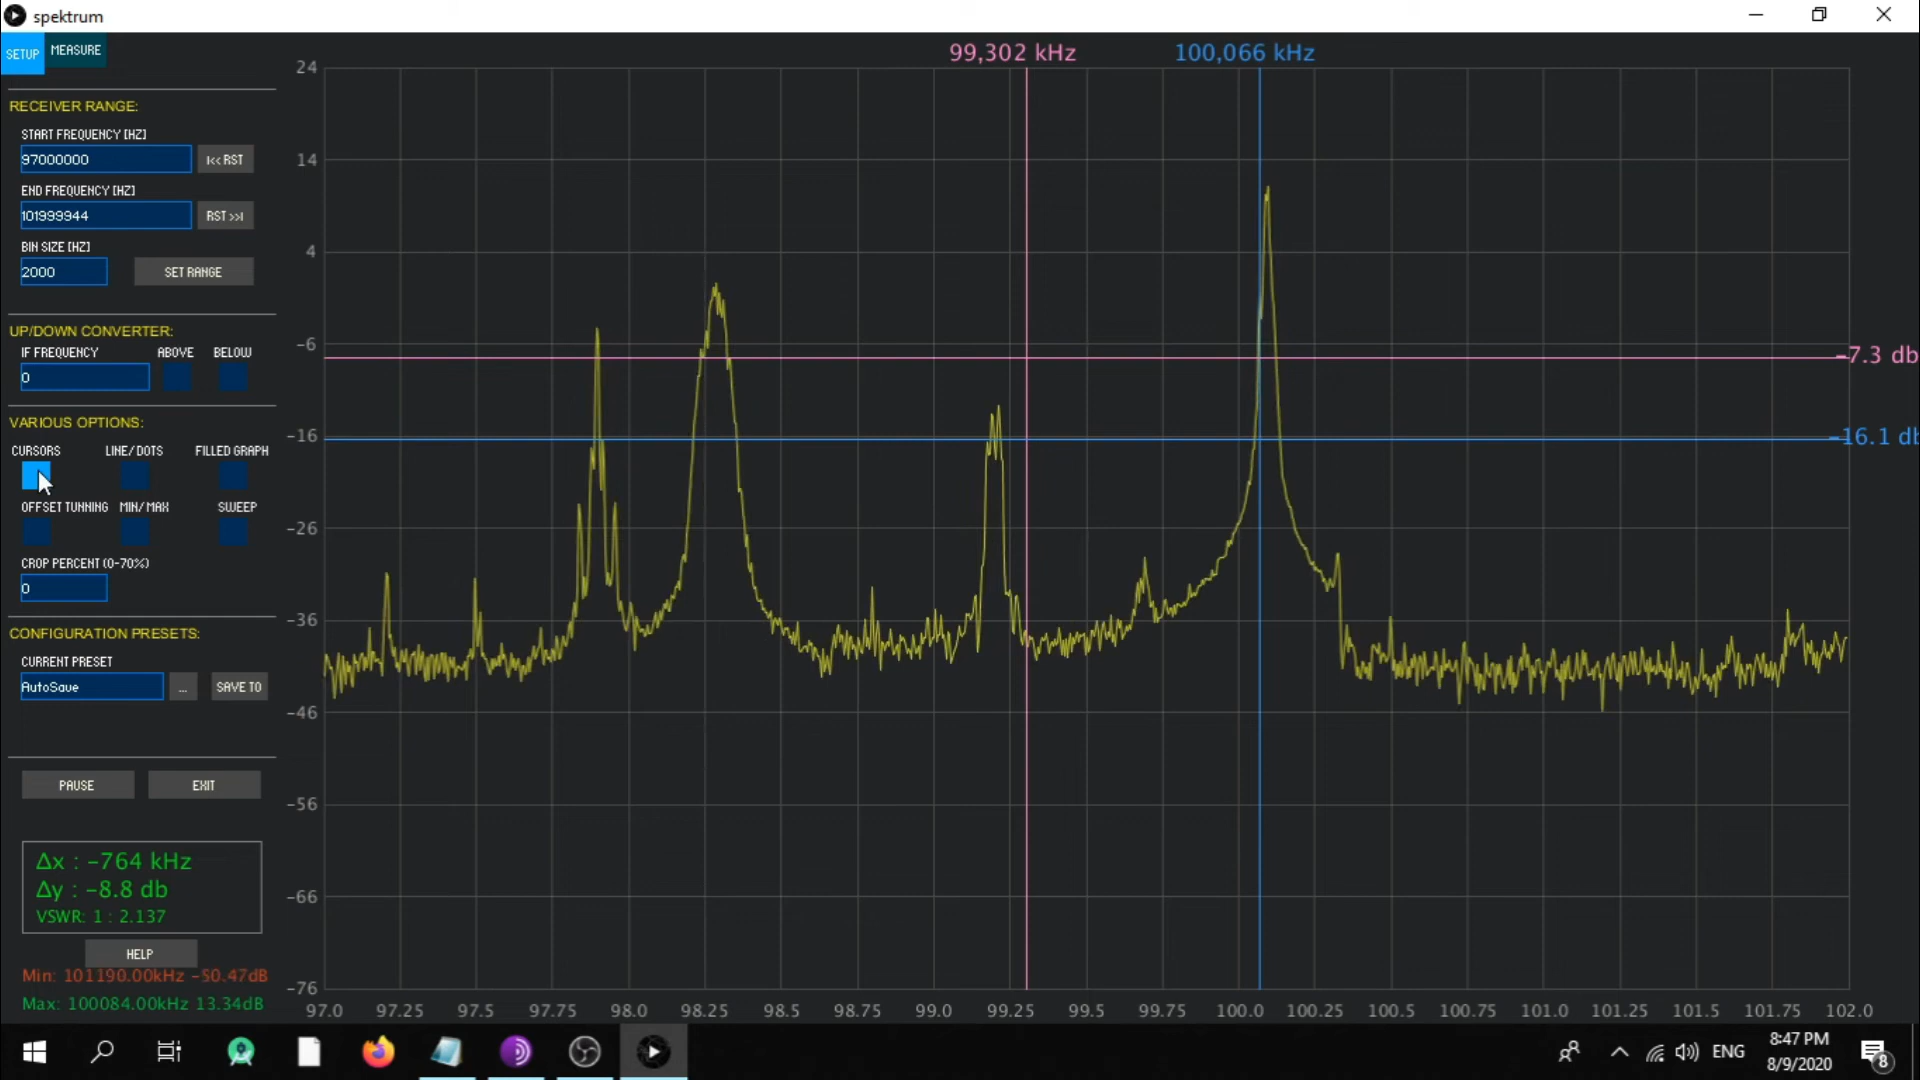 spektrum
SETUP MEASURE
99,302 kHz 100,066 kHz
RECEIVER RANGE:
START FREQUENCY [HZ]
97000000 I<< RST
END FREQUENCY [HZ]
101999944 RST >>I
BIN SIZE [HZ]
2000 SET RANGE
UP/DOWN CONVERTER:
IF FREQUENCY ABOVE BELOW
0
VARIOUS OPTIONS:
CURSORS LINE/DOTS FILLED GRAPH
OFFSET TUNNING MIN/MAX SWEEP
CROP PERCENT (0-70%)
0
CONFIGURATION PRESETS:
CURRENT PRESET
AutoSave ... SAVE TO
PAUSE EXIT
Δx : -764 kHz
Δy : -8.8 db
VSWR: 1 : 2.137
HELP
Min: 101190.00kHz -50.47dB
Max: 100084.00kHz 13.34dB
24
14
4
-6
-16
-26
-36
-46
-56
-66
-76
-7.3 db
-16.1 db
97.0 97.25 97.5 97.75 98.0 98.25 98.5 98.75 99.0 99.25 99.5 99.75 100.0 100.25 100.5 100.75 101.0 101.25 101.5 101.75 102.0
ENG
8:47 PM
8/9/2020
8